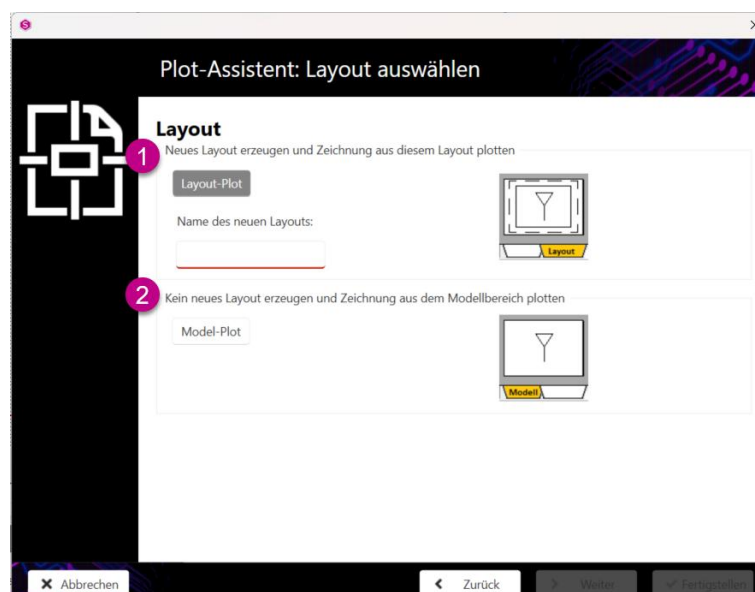 S
Plot-Assistent: Layout auswählen
Layout
1
Neues Layout erzeugen und Zeichnung aus diesem Layout plotten
Layout-Plot
Name des neuen Layouts:
Layout
2
Kein neues Layout erzeugen und Zeichnung aus dem Modellbereich plotten
Model-Plot
Modell
Abbrechen
Zurück
Weiter
Fertigstellen